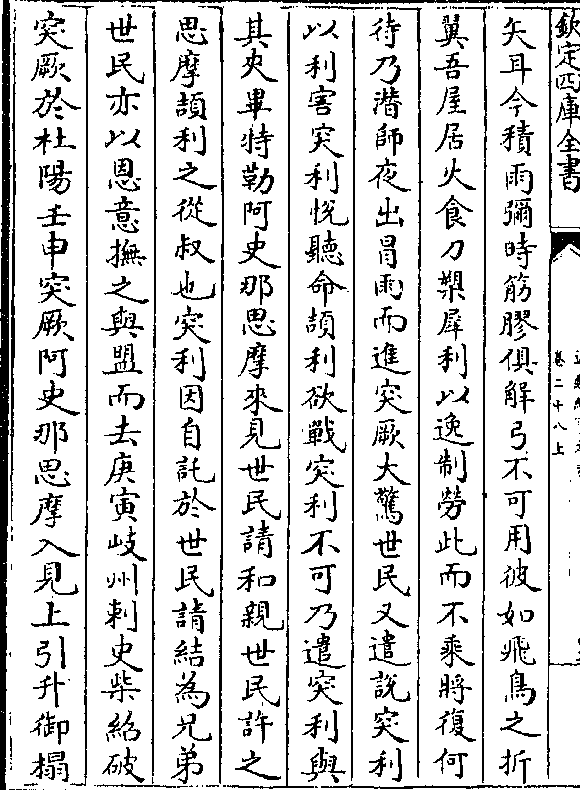 欽定四庫全書
卷二十八上
矢耳今積雨彌時筋膠俱解弓不可用彼如飛鳥之折
翼吾屋居火食刀槊犀利以逸制勞此而不乘將復何
待乃潛師夜出冒雨而進突厥大驚世民又遣說突利
以利害突利悅聽命頡利欲戰突利不可乃遣突利與
其夾畢特勒阿史那思摩來見世民請和親世民許之
思摩頡利之從叔也突利因自託於世民請結為兄弟
世民亦以恩意撫之與盟而去庚寅岐州刺史柴紹破
突厥於杜陽壬申突厥阿史那思摩入見上引升御榻